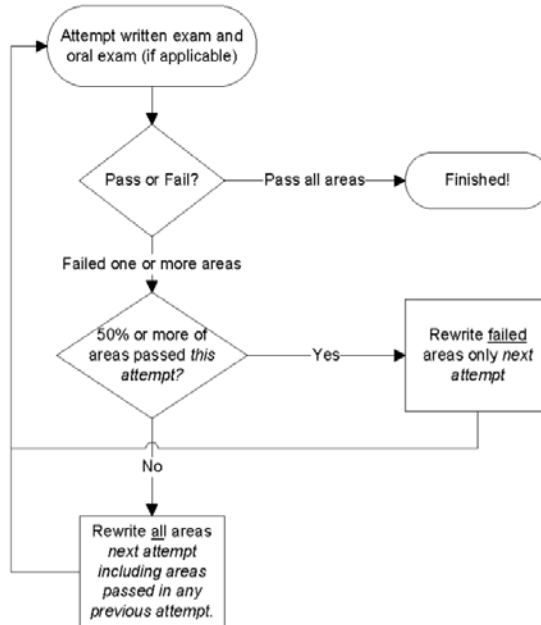 Attempt written exam and
oral exam (if applicable)
Pass or Fail?
Pass all areas
Finished!
Failed one or more areas
50% or more of
areas passed this
attempt?
Yes
Rewrite failed
areas only next
attempt
No
Rewrite all areas
next attempt
including areas
passed in any
previous attempt.